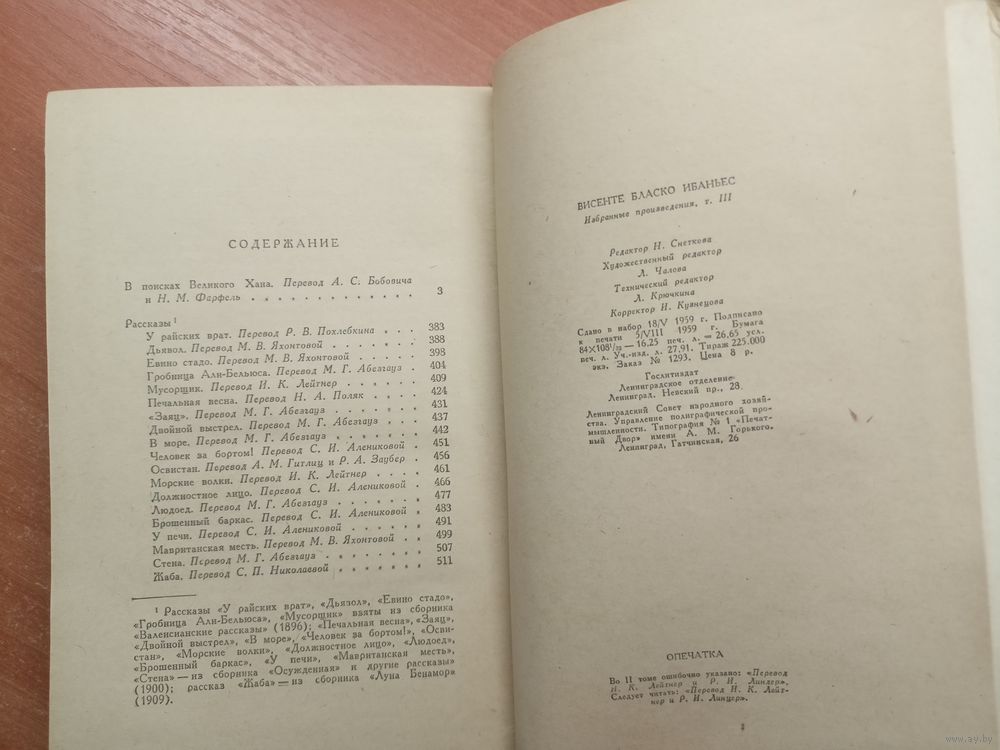 СОДЕРЖАНИЕ
В поисках Великого Хана. Перевод А. С. Бобовича
и Н. М. Фарфель . . . . . . . . . . . . . 3
Рассказы ¹
У райских врат. Перевод Р. В. Похлебкина . . . 383
Дьявол. Перевод М. В. Яхонтовой . . . . . 388
Евино стадо. Перевод М. В. Яхонтовой . . . . 398
Гробница Али-Бельюса. Перевод М. Г. Абезгауз . 404
Мусорщик. Перевод И. К. Лейтнер . . . . 409
Печальная весна. Перевод Н. А. Поляк . . . . 424
«Заяц». Перевод М. Г. Абезгауз . . . . . 431
Двойной выстрел. Перевод М. Г. Абезгауз . . . 437
В море. Перевод М. Г. Абезгауз . . . . . 442
Человек за бортом! Перевод С. И. Алениковой . 451
Освистан. Перевод А. М. Гитлиц и Р. А. Заубер . 456
Морские волки. Перевод И. К. Лейтнер . . . . 461
Должностное лицо. Перевод С. И. Алениковой . 466
Людоед. Перевод М. Г. Абезгауз . . . . . . 477
Брошенный баркас. Перевод С. И. Алениковой . 483
У печи. Перевод С. И. Алениковой . . . . . 491
Мавританская месть. Перевод М. В. Яхонтовой . 499
Стена. Перевод М. Г. Абезгауз . . . . . . 507
Жаба. Перевод С. П. Николаевой . . . . . 511
¹ Рассказы «У райских врат», «Дьявол», «Евино стадо»,
«Гробница Али-Бельюса», «Мусорщик» взяты из сборника
«Валенсианские рассказы» (1896); «Печальная весна», «Заяц»,
«Двойной выстрел», «В море», «Человек за бортом!», «Осви-
стан», «Морские волки», «Должностное лицо», «Людоед»,
«Брошенный баркас», «У печи», «Мавританская месть»,
«Стена» — из сборника «Осужденная» и другие рассказы»
(1900); рассказ «Жаба» — из сборника «Луна Бенамор»
(1909).
ВИСЕНТЕ БЛАСКО ИБАНЬЕС
Избранные произведения, т. III
Редактор Н. Снеткова
Художественный редактор
Л. Чалова
Технический редактор
Л. Крючкина
Корректор Н. Кузнецова
Сдано в набор 18/V 1959 г. Подписано
к печати 5/VIII 1959 г. Бумага
84×108¹/₃₂ — 16,25 печ. л. = 26,65 усл.
печ. л. Уч.-изд. л. 27,91. Тираж 225.000
экз. Заказ № 1293. Цена 8 р.
Гослитиздат
Ленинградское отделение
Ленинград. Невский пр., 28.
Ленинградский Совет народного хозяй-
ства. Управление полиграфической про-
мышленности. Типография № 1 «Печат-
ный Двор» имени А. М. Горького.
Ленинград, Гатчинская, 26
ОПЕЧАТКА
Во II томе ошибочно указано: «Перевод
Н. К. Лейгнер и Р. И. Линдер».
Следует читать: «Перевод И. К. Лейт-
нер и Р. И. Линцер».
www.ay.by